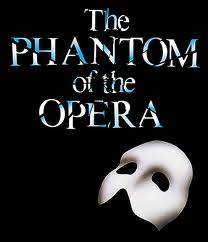 The
PHANTOM
of the
OPERA